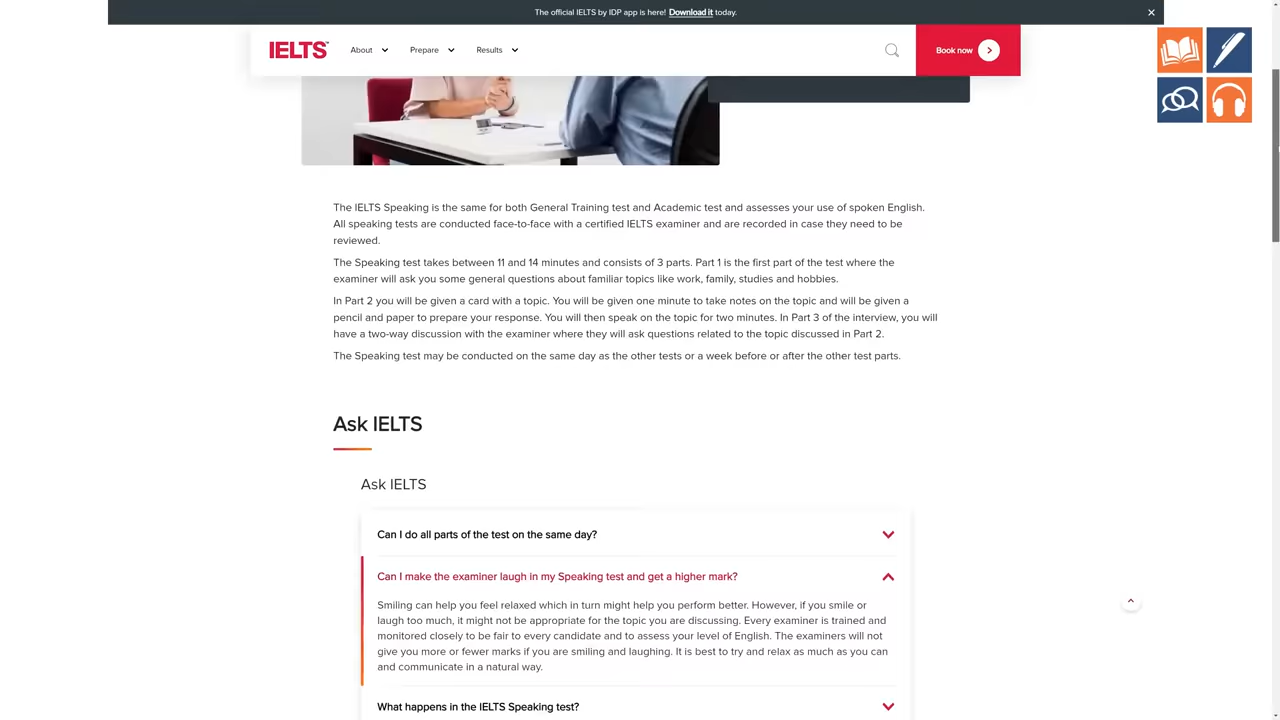 The official IELTS by IDP app is here! Download it today.
IELTS™
About
Prepare
Results
Book now
The IELTS Speaking is the same for both General Training test and Academic test and assesses your use of spoken English.
All speaking tests are conducted face-to-face with a certified IELTS examiner and are recorded in case they need to be
reviewed.
The Speaking test takes between 11 and 14 minutes and consists of 3 parts. Part 1 is the first part of the test where the
examiner will ask you some general questions about familiar topics like work, family, studies and hobbies.
In Part 2 you will be given a card with a topic. You will be given one minute to take notes on the topic and will be given a
pencil and paper to prepare your response. You will then speak on the topic for two minutes. In Part 3 of the interview, you will
have a two-way discussion with the examiner where they will ask questions related to the topic discussed in Part 2.
The Speaking test may be conducted on the same day as the other tests or a week before or after the other test parts.
Ask IELTS
Ask IELTS
Can I do all parts of the test on the same day?
Can I make the examiner laugh in my Speaking test and get a higher mark?
Smiling can help you feel relaxed which in turn might help you perform better. However, if you smile or
laugh too much, it might not be appropriate for the topic you are discussing. Every examiner is trained and
monitored closely to be fair to every candidate and to assess your level of English. The examiners will not
give you more or fewer marks if you are smiling and laughing. It is best to try and relax as much as you can
and communicate in a natural way.
What happens in the IELTS Speaking test?